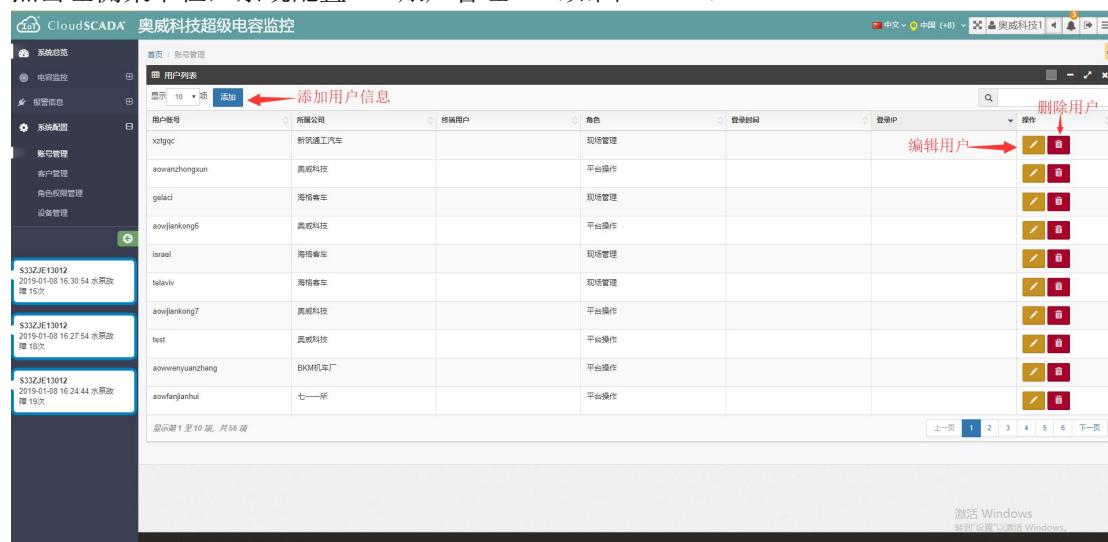 CloudSCADA 奥威科技超级电容监控 中文 中国 (+8) 奥威科技1 3
系统总览
首页 / 账号管理
电容监控
用户列表
报警信息
显示 10 项 添加 添加用户信息
删除用户
系统配置
用户账号 所属公司 终端用户 角色 登录时间 登录IP 操作
账号管理
xztgqc 新筑通工汽车 现场管理 编辑用户
客户管理
aowanzhongxun 奥威科技 平台操作
角色权限管理
gelaci 海格客车 现场管理
设备管理
aowjiankong6 奥威科技 平台操作
israel 海格客车 现场管理
S33ZJE13012
2019-01-08 16:30:54 水泵故
障 15次
telaviv 海格客车 现场管理
aowjiankong7 奥威科技 平台操作
S33ZJE13012
2019-01-08 16:27:54 水泵故
障 18次
test 奥威科技 平台操作
aowwenyuanzhang BKM机车厂 平台操作
S33ZJE13012
2019-01-08 16:24:44 水泵故
障 19次
aowfanjianhui 七一一所 平台操作
显示第 1 至 10 项, 共 56 项 上一页 1 2 3 4 5 6 下一页
激活 Windows
转到"设置"以激活 Windows。